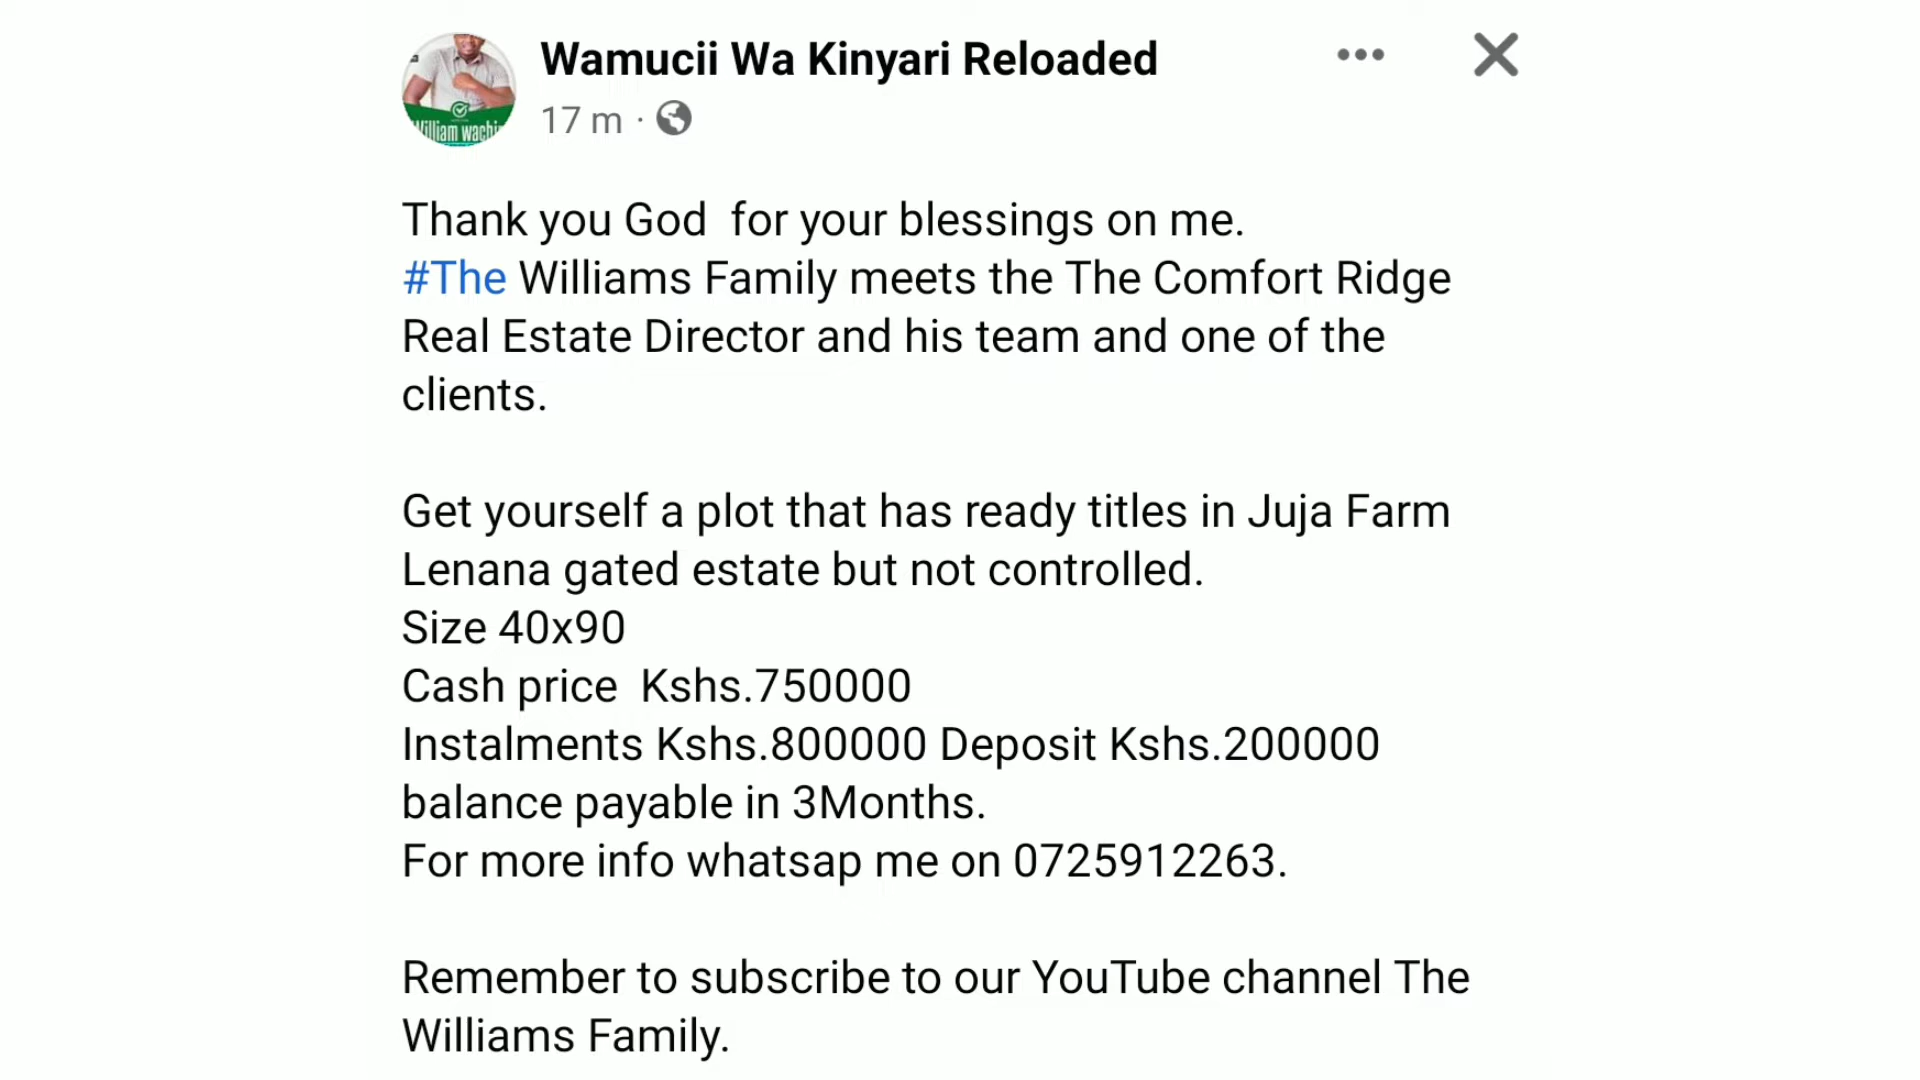 Wamucii Wa Kinyari Reloaded
17 m ·
William wachi
Thank you God  for your blessings on me.
#The Williams Family meets the The Comfort Ridge
Real Estate Director and his team and one of the
clients.
Get yourself a plot that has ready titles in Juja Farm
Lenana gated estate but not controlled.
Size 40x90
Cash price  Kshs.750000
Instalments Kshs.800000 Deposit Kshs.200000
balance payable in 3Months.
For more info whatsap me on 0725912263.
Remember to subscribe to our YouTube channel The
Williams Family.